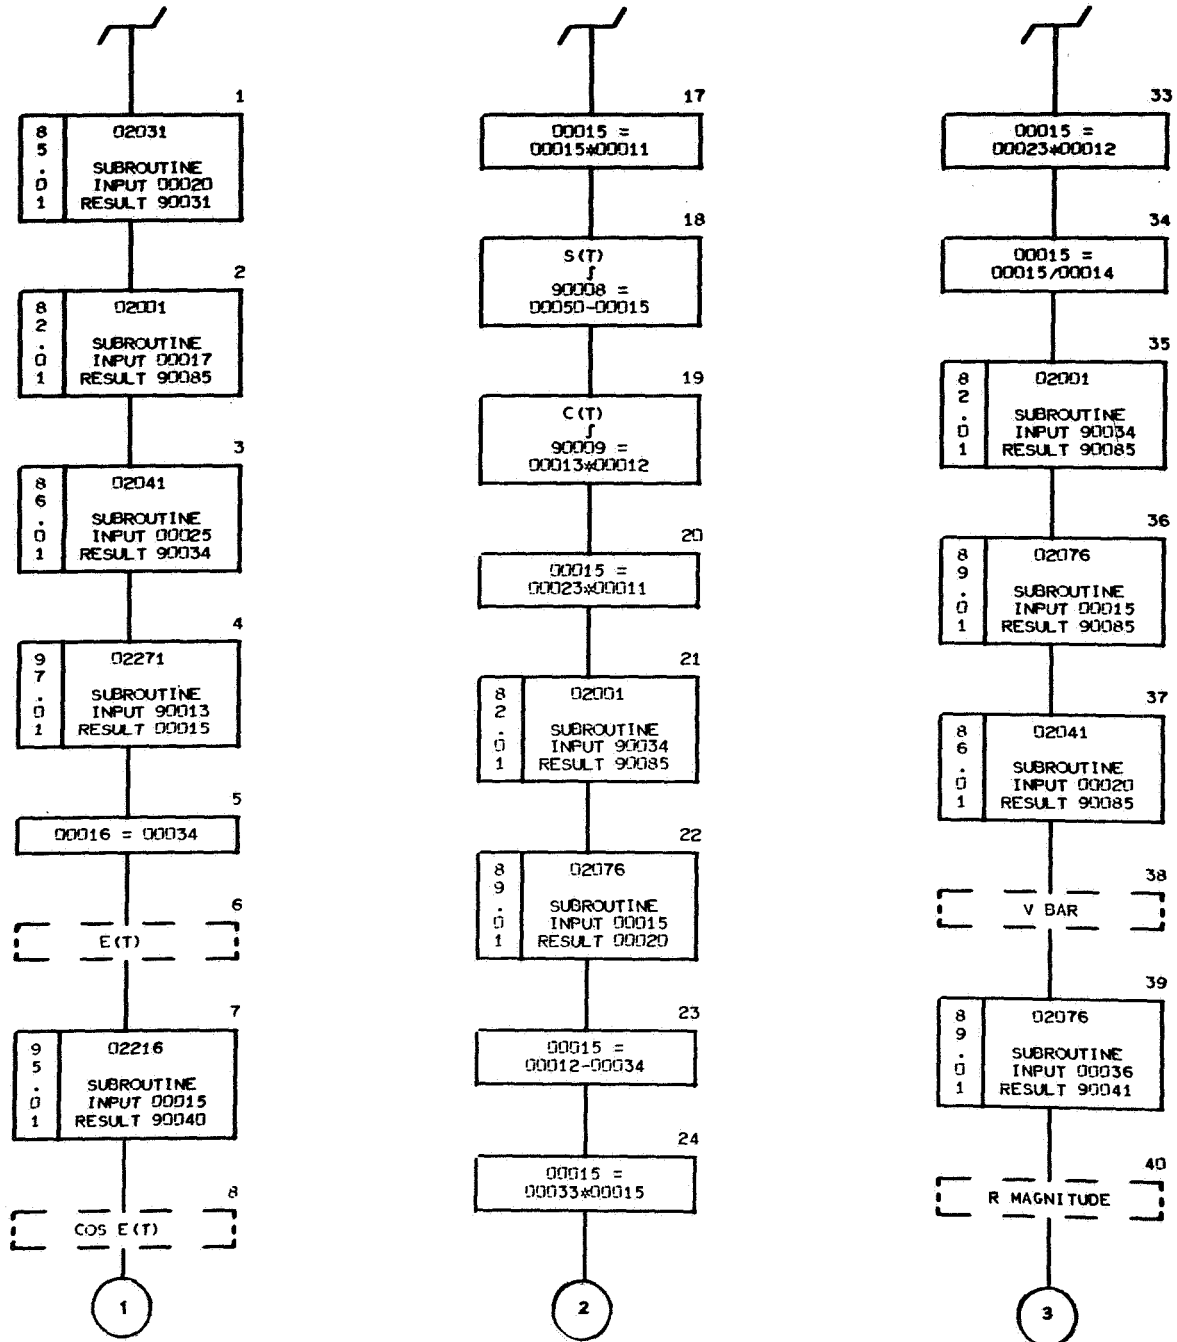 1
8
5
.
0
1
02031
SUBROUTINE
INPUT 00020
RESULT 90031
2
8
2
.
0
1
02001
SUBROUTINE
INPUT 00017
RESULT 90085
3
8
6
.
0
1
02041
SUBROUTINE
INPUT 00025
RESULT 90034
4
9
7
.
0
1
02271
SUBROUTINE
INPUT 90013
RESULT 00015
5
00016 = 00034
6
E(T)
7
9
5
.
0
1
02216
SUBROUTINE
INPUT 00015
RESULT 90040
8
COS E(T)
1
17
00015 =
00015*00011
18
S(T)
∫
90008 =
00050-00015
19
C(T)
∫
90009 =
00013*00012
20
00015 =
00023*00011
21
8
2
.
0
1
02001
SUBROUTINE
INPUT 90034
RESULT 90085
22
8
9
.
0
1
02076
SUBROUTINE
INPUT 00015
RESULT 00020
23
00015 =
00012-00034
24
00015 =
00033*00015
2
33
00015 =
00023*00012
34
00015 =
00015/00014
35
8
2
.
0
1
02001
SUBROUTINE
INPUT 90034
RESULT 90085
36
8
9
.
0
1
02076
SUBROUTINE
INPUT 00015
RESULT 90085
37
8
6
.
0
1
02041
SUBROUTINE
INPUT 00020
RESULT 90085
38
V BAR
39
8
9
.
0
1
02076
SUBROUTINE
INPUT 00036
RESULT 90041
40
R MAGNITUDE
3